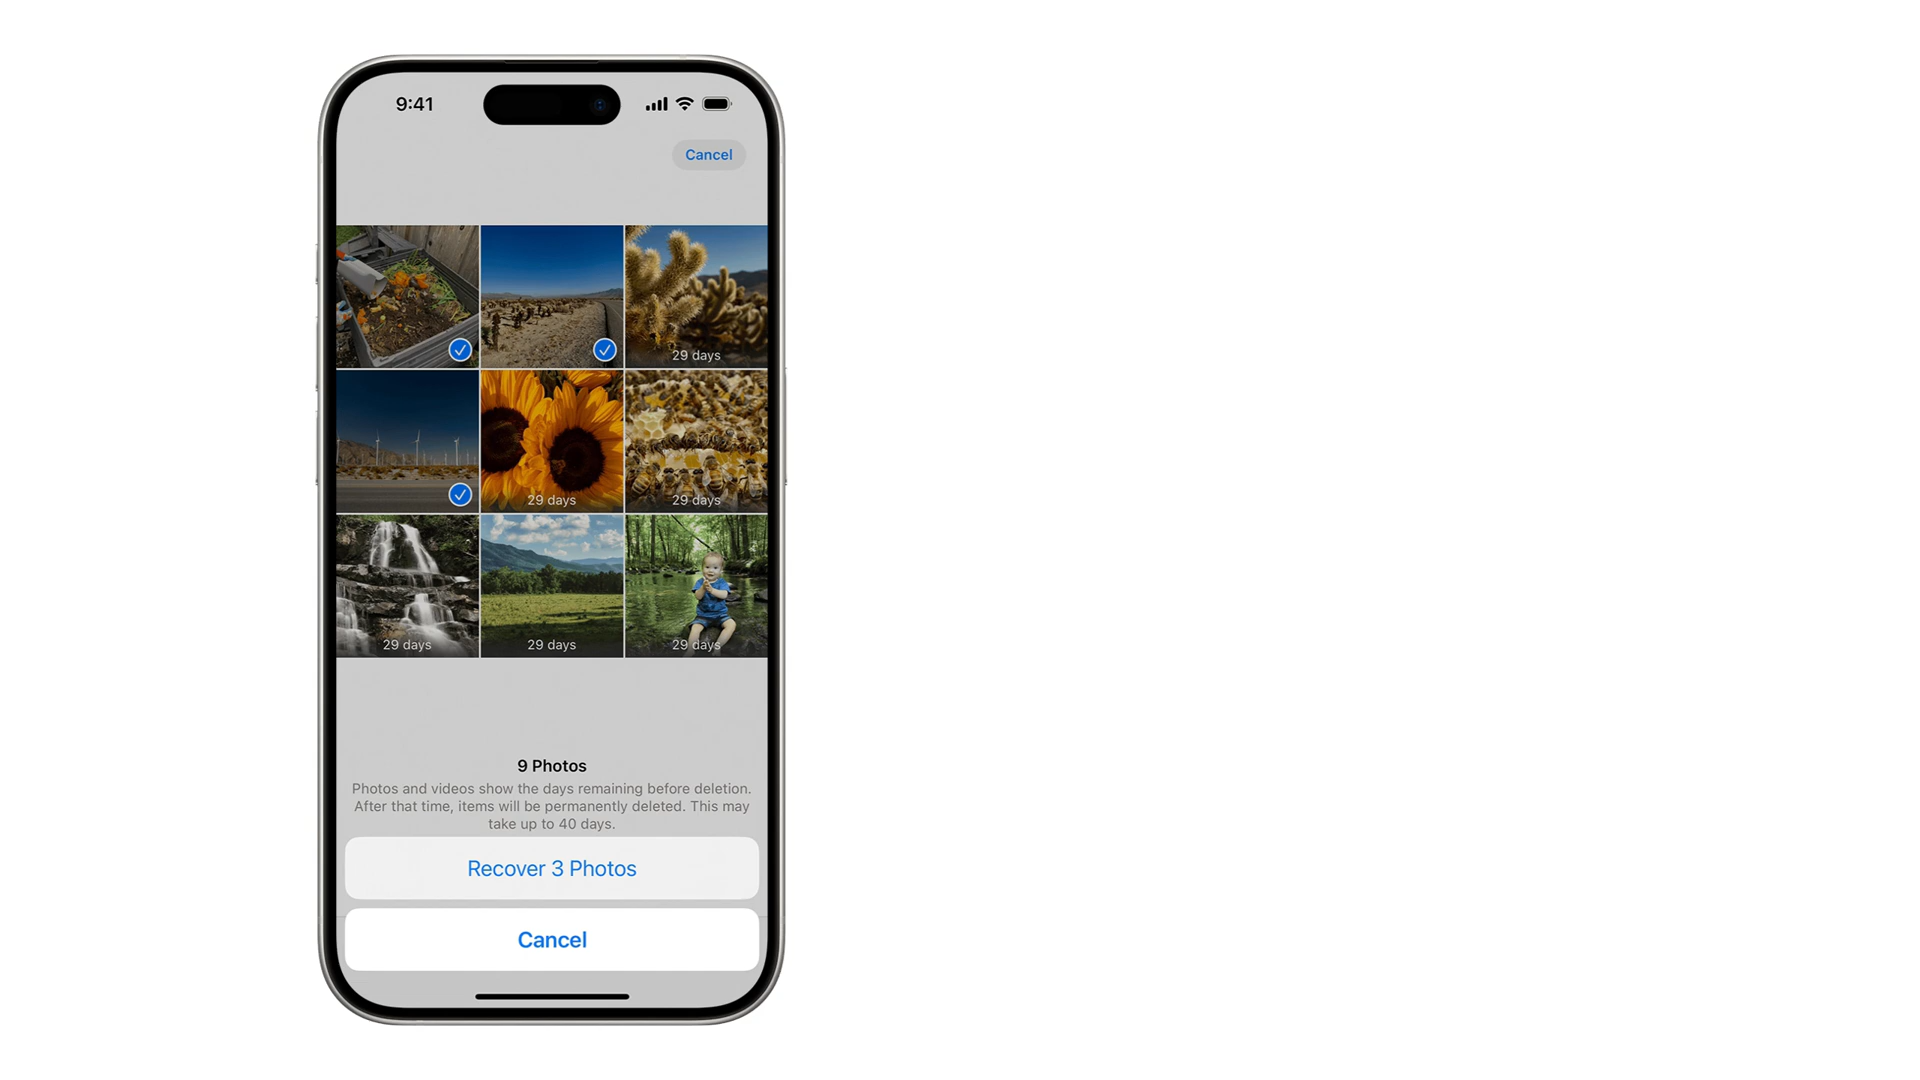 9:41
Cancel
29 days
29 days
29 days
29 days
29 days
29 days
9 Photos
Photos and videos show the days remaining before deletion.
After that time, items will be permanently deleted. This may
take up to 40 days.
Recover 3 Photos
Cancel